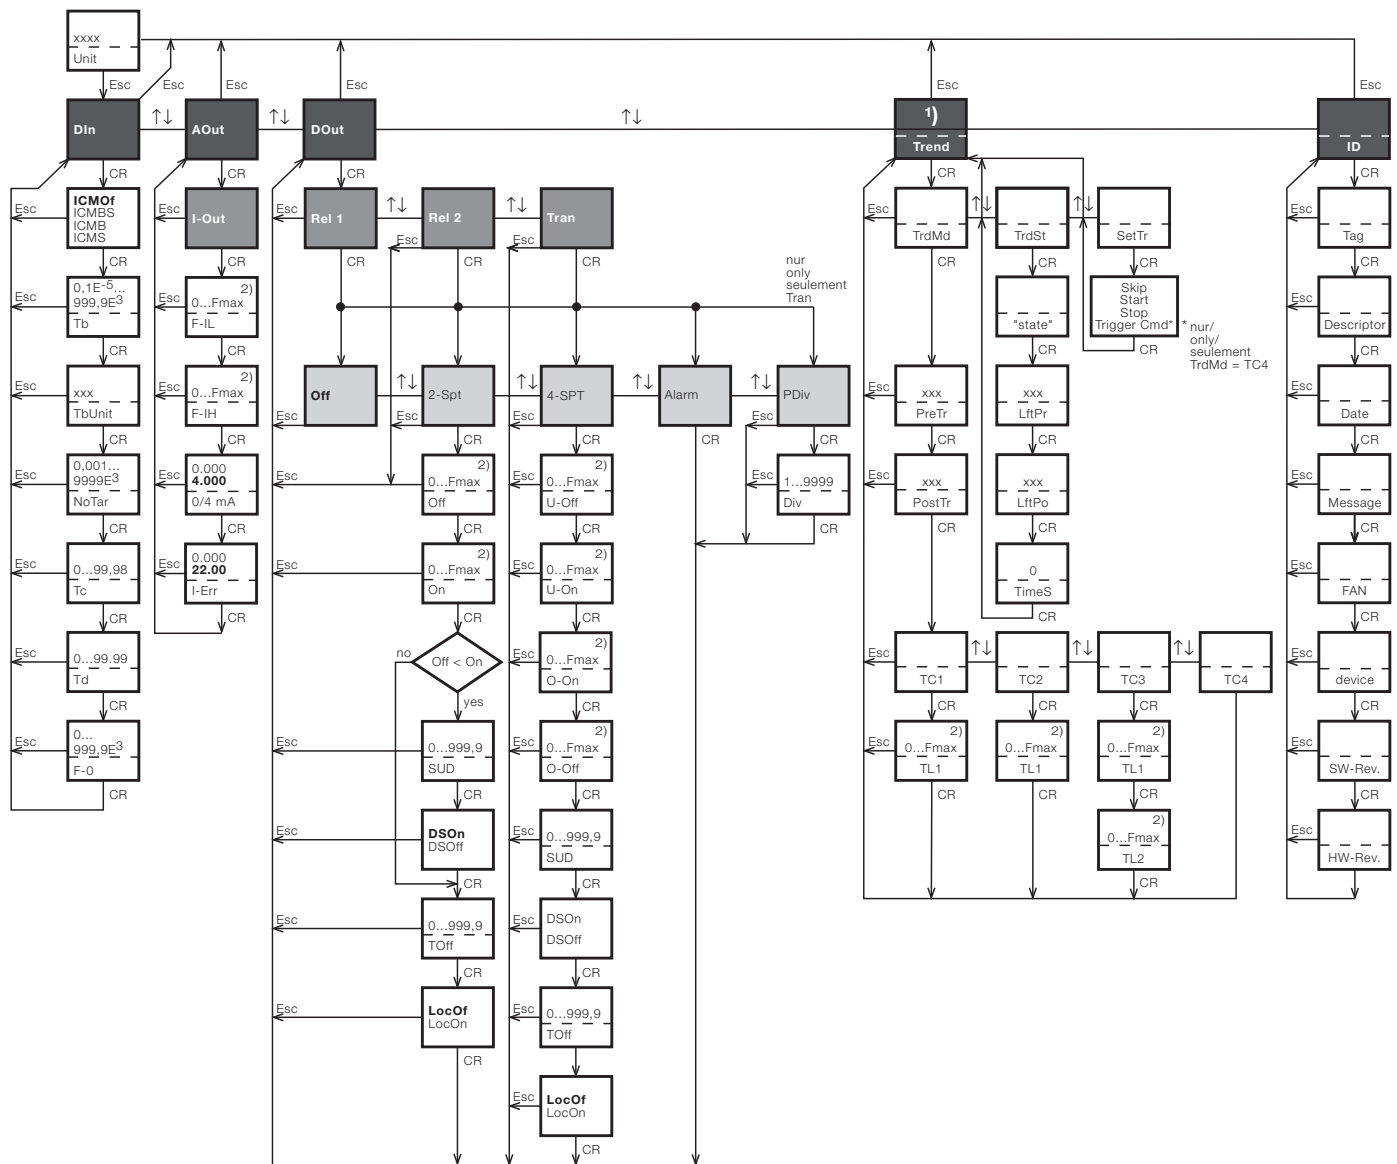 xxxx
Unit
Esc
Esc
Esc
Esc
Esc
Esc
DIn
↑↓
AOut
↑↓
DOut
↑↓
1)
Trend
ID
CR
CR
CR
CR
CR
ICMOf
ICMBS
ICMB
ICMS
Esc
Esc
I-Out
Esc
Rel 1
↑↓
Rel 2
↑↓
Tran
Esc
TrdMd
↑↓
TrdSt
↑↓
SetTr
Esc
Tag
Esc
Esc
CR
CR
CR
CR
CR
CR
CR
CR
CR
nur
only
seulement
Tran
Esc
0,1E-5...
999,9E3
Tb
Esc
2)
0...Fmax
F-IL
"state"
Skip
Start
Stop
Trigger Cmd*
* nur/
only/
seulement
TrdMd = TC4
Esc
Descriptor
CR
CR
CR
CR
CR
Esc
xxx
TbUnit
Esc
2)
0...Fmax
F-IH
Off
↑↓
2-Spt
↑↓
4-SPT
↑↓
Alarm
↑↓
PDiv
Esc
xxx
PreTr
xxx
LftPr
Esc
Date
Esc
Esc
Esc
Esc
CR
CR
CR
CR
CR
CR
CR
CR
CR
Esc
0,001...
9999E3
NoTar
Esc
0.000
4.000
0/4 mA
Esc
2)
0...Fmax
Off
Esc
2)
0...Fmax
U-Off
Esc
1...9999
Div
Esc
xxx
PostTr
xxx
LftPo
Esc
Message
CR
CR
CR
CR
CR
CR
CR
CR
Esc
0...99,98
Tc
Esc
0.000
22.00
I-Err
Esc
2)
0...Fmax
On
Esc
2)
0...Fmax
U-On
0
TimeS
Esc
FAN
CR
CR
CR
CR
CR
CR
Esc
0...99.99
Td
no
Off < On
yes
Esc
2)
0...Fmax
O-On
Esc
TC1
↑↓
TC2
↑↓
TC3
↑↓
TC4
Esc
device
CR
CR
CR
CR
CR
CR
Esc
0...
999,9E3
F-0
Esc
0...999,9
SUD
Esc
2)
0...Fmax
O-Off
Esc
2)
0...Fmax
TL1
2)
0...Fmax
TL1
2)
0...Fmax
TL1
Esc
SW-Rev.
CR
CR
CR
CR
CR
CR
CR
Esc
DSOn
DSOff
Esc
0...999,9
SUD
2)
0...Fmax
TL2
Esc
HW-Rev.
CR
CR
CR
Esc
0...999,9
TOff
Esc
DSOn
DSOff
CR
CR
Esc
LocOf
LocOn
Esc
0...999,9
TOff
CR
Esc
LocOf
LocOn
CR